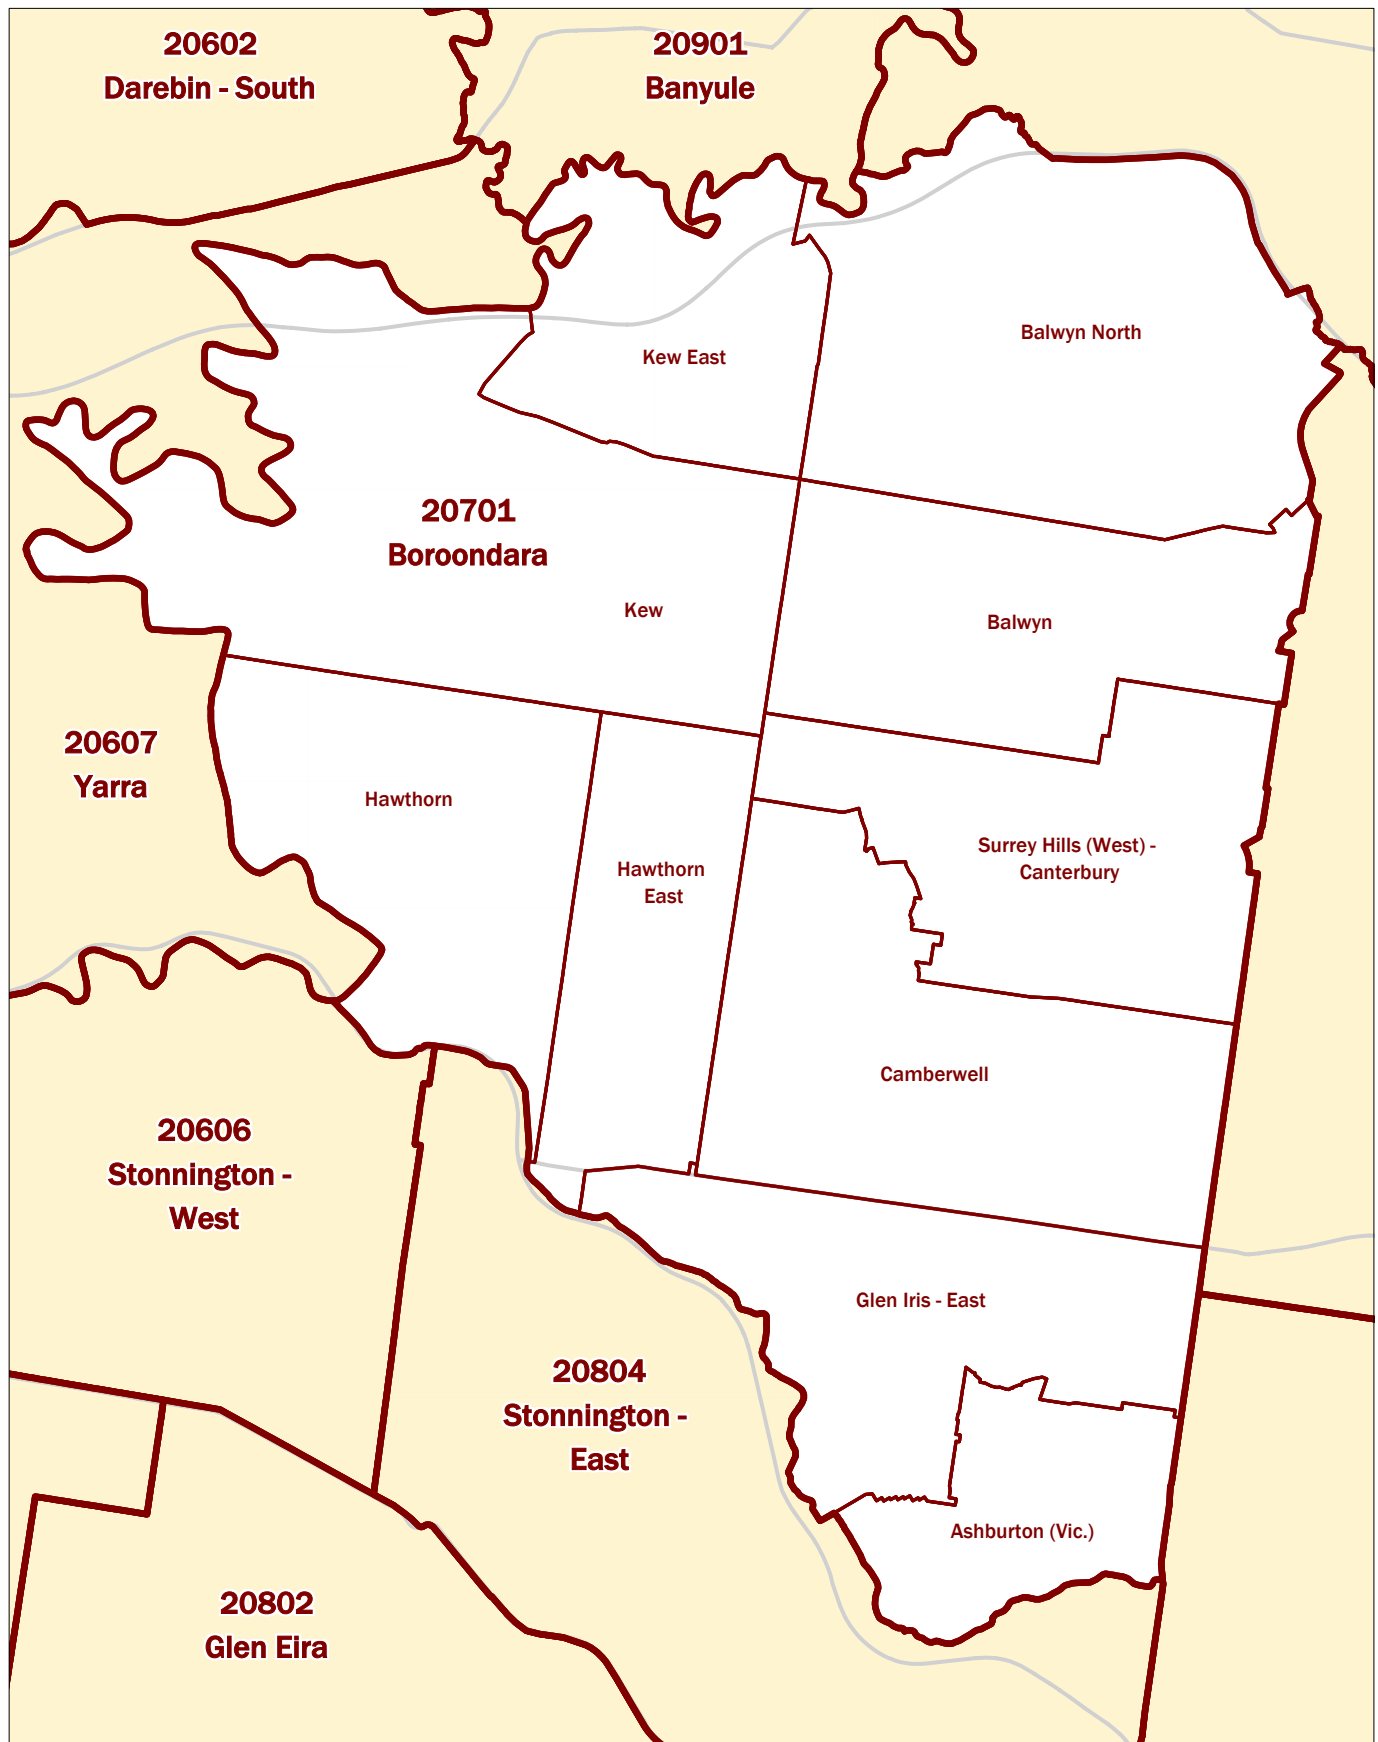 20602
Darebin - South
20901
Banyule
Balwyn North
Kew East
20701
Boroondara
Kew
Balwyn
20607
Yarra
Hawthorn
Surrey Hills (West) -
Canterbury
Hawthorn
East
Camberwell
20606
Stonnington -
West
Glen Iris - East
20804
Stonnington -
East
Ashburton (Vic.)
20802
Glen Eira